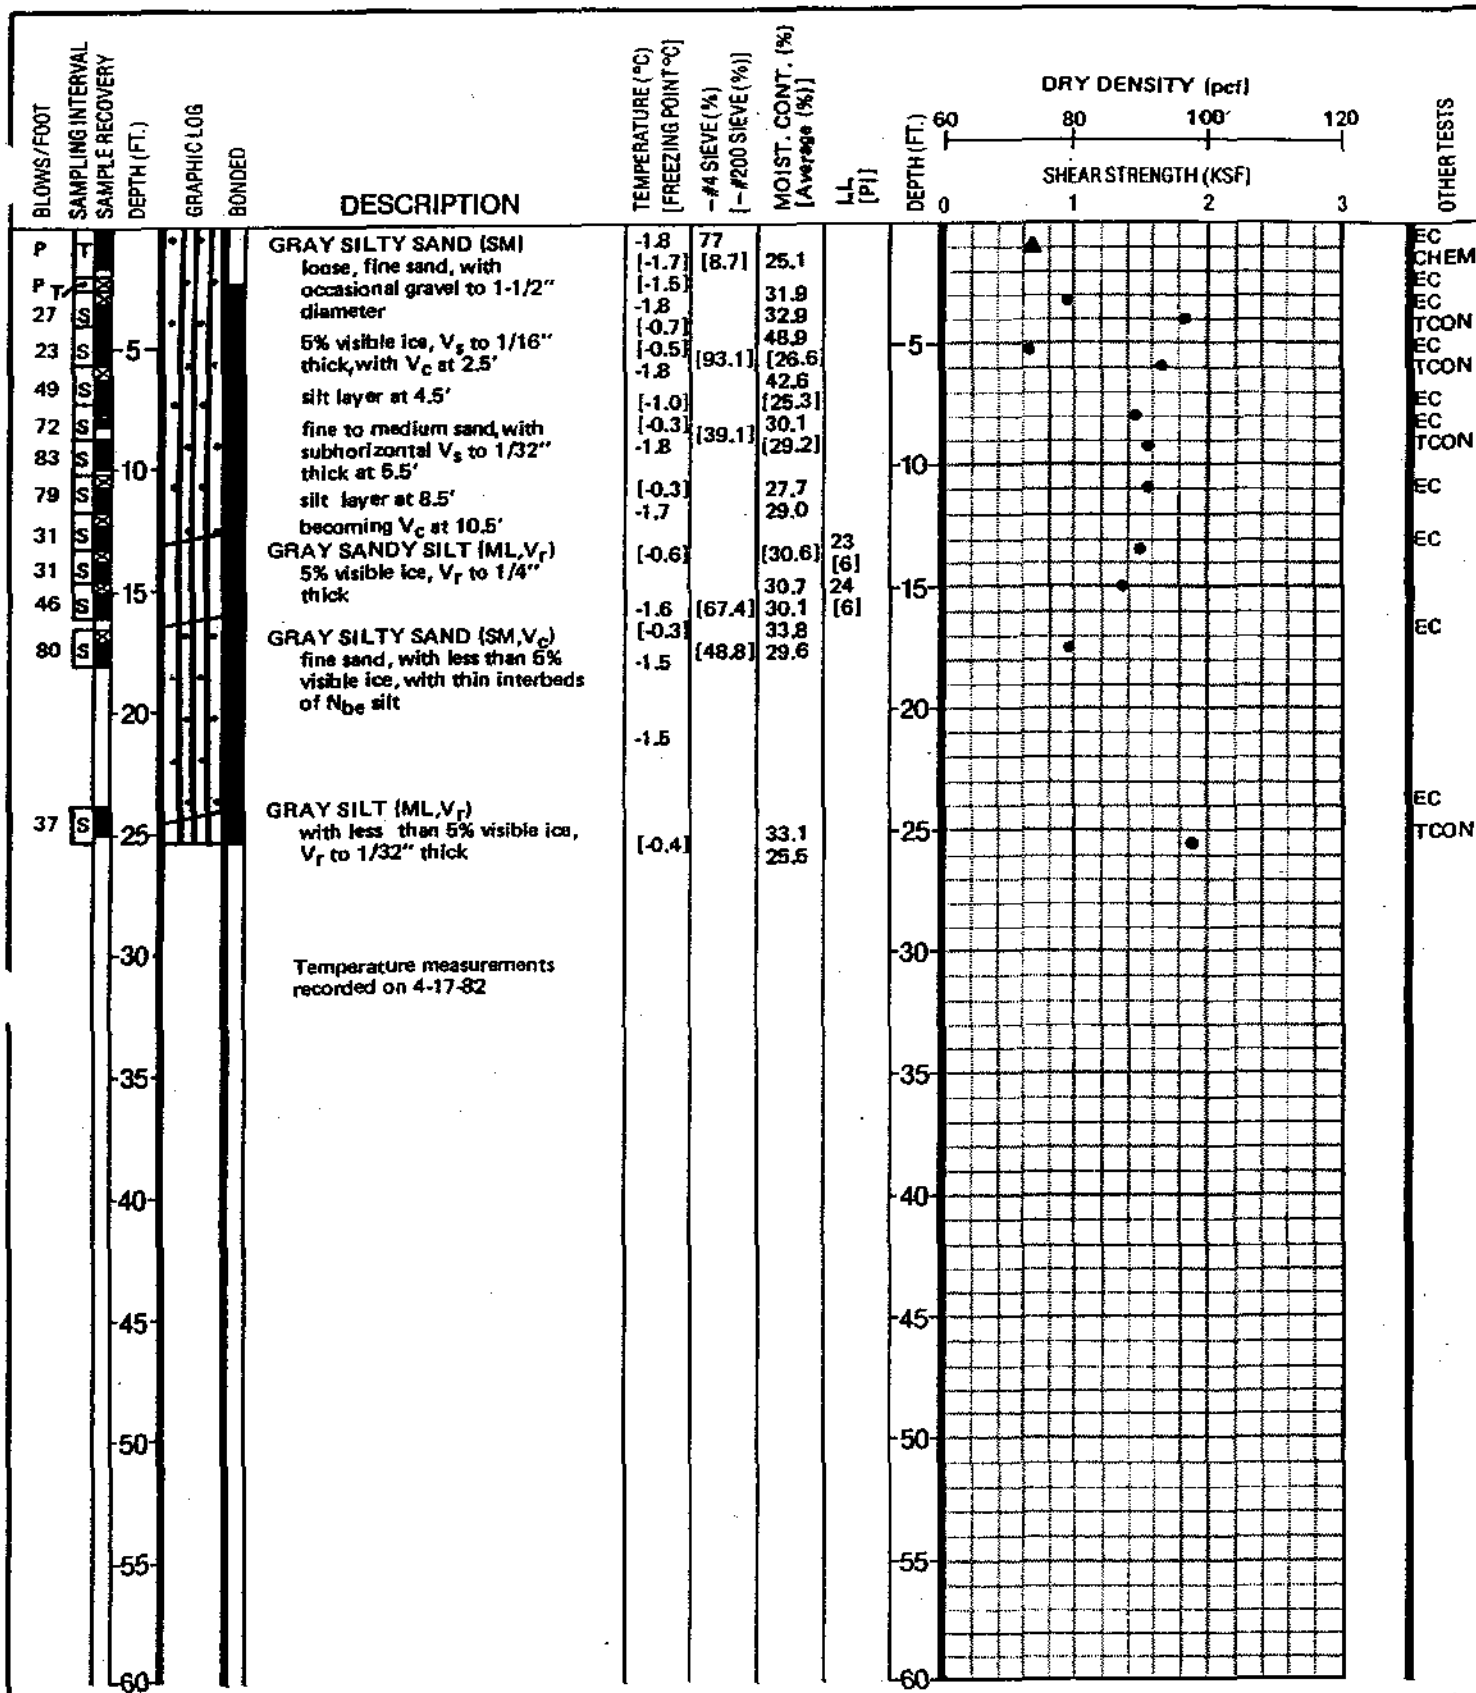 BLOWS/FOOT
SAMPLING INTERVAL
SAMPLE RECOVERY
DEPTH (FT.)
GRAPHIC LOG
BONDED
DESCRIPTION
TEMPERATURE (°C)
[FREEZING POINT °C]
-#4 SIEVE (%)
[-#200 SIEVE (%)]
MOIST. CONT. (%)
[Average (%)]
LL
[PI]
DEPTH (FT.)
DRY DENSITY (pcf)
60 80 100 120
SHEAR STRENGTH (KSF)
0 1 2 3
OTHER TESTS
P T
P T
27 S
23 S
49 S
72 S
83 S
79 S
31 S
31 S
46 S
80 S
37 S
5
10
15
20
25
30
35
40
45
50
55
60
GRAY SILTY SAND (SM)
loose, fine sand, with
occasional gravel to 1-1/2"
diameter
5% visible ice, Vs to 1/16"
thick, with Vc at 2.5'
silt layer at 4.5'
fine to medium sand, with
subhorizontal Vs to 1/32"
thick at 5.5'
silt layer at 8.5'
becoming Vc at 10.5'
GRAY SANDY SILT (ML,Vr)
5% visible ice, Vr to 1/4"
thick
GRAY SILTY SAND (SM,Vc)
fine sand, with less than 5%
visible ice, with thin interbeds
of Nbe silt
GRAY SILT (ML,Vr)
with less than 5% visible ice,
Vr to 1/32" thick
Temperature measurements
recorded on 4-17-82
-1.8
[-1.7]
[-1.5]
-1.8
[-0.7]
[-0.5]
-1.8
[-1.0]
[-0.3]
-1.8
[-0.3]
-1.7
[-0.6]
-1.6
[-0.3]
-1.5
-1.5
[-0.4]
77
[8.7]
[93.1]
[39.1]
[67.4]
[48.8]
25.1
31.9
32.9
48.9
[26.6]
42.6
[25.3]
30.1
[29.2]
27.7
29.0
[30.6]
30.7
30.1
33.8
29.6
33.1
25.5
23
[6]
24
[6]
5
10
15
20
25
30
35
40
45
50
55
60
EC
CHEM
EC
EC
TCON
EC
TCON
EC
EC
TCON
EC
EC
EC
EC
TCON